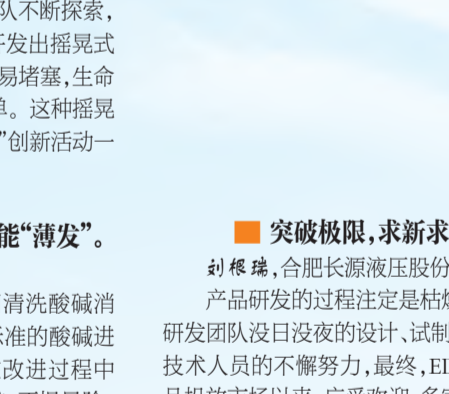 队不断探索，
开发出摇晃式
易堵塞，生命
单。这种摇晃
”创新活动一
能“薄发”。
清洗酸碱消
标准的酸碱进
改进过程中
突破极限，求新求
刘根瑞，合肥长源液压股份
产品研发的过程注定是枯燥
研发团队没日没夜的设计、试制
技术人员的不懈努力，最终，EH